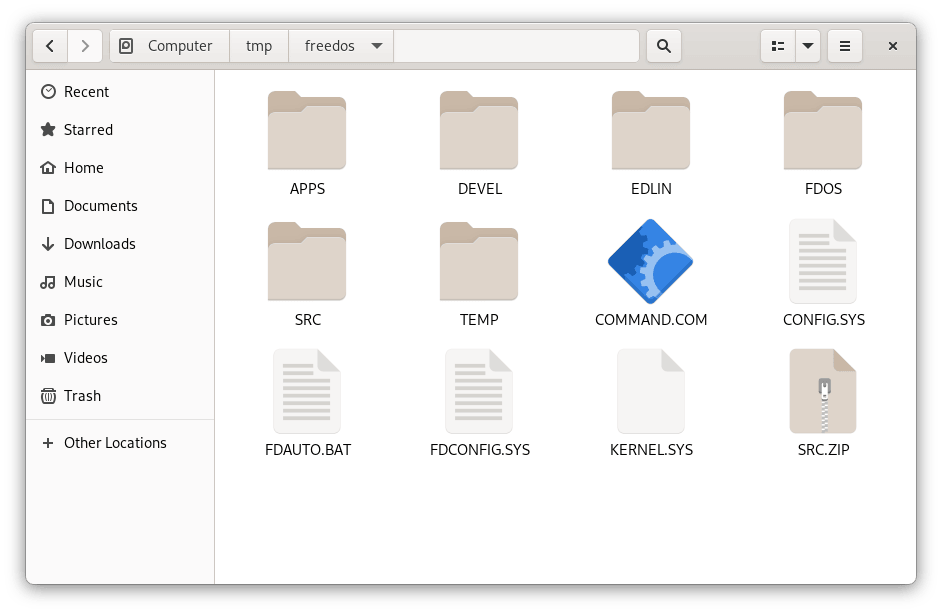 Computer tmp freedos
Recent
Starred
Home
Documents
Downloads
Music
Pictures
Videos
Trash
Other Locations
APPS DEVEL EDLIN FDOS
SRC TEMP COMMAND.COM CONFIG.SYS
FDAUTO.BAT FDCONFIG.SYS KERNEL.SYS SRC.ZIP